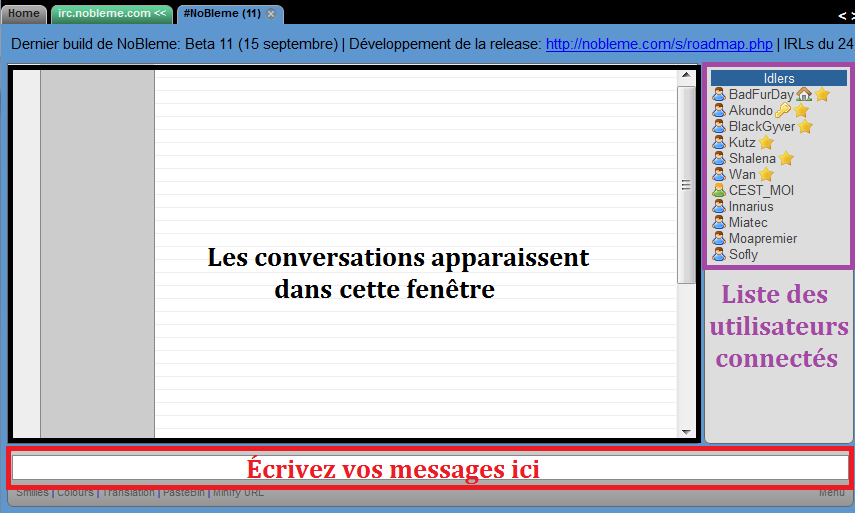 Home
irc.nobleme.com <<
#NoBleme (11)
< >
Dernier build de NoBleme: Beta 11 (15 septembre) | Développement de la release: http://nobleme.com/s/roadmap.php | IRLs du 24
Idlers
BadFurDay
Akundo
BlackGyver
Kutz
Shalena
Wan
CEST_MOI
Innarius
Miatec
Moapremier
Sofly
Les conversations apparaissent
dans cette fenêtre
Liste des
utilisateurs
connectés
Écrivez vos messages ici
Smilies | Colours | Translation | PasteBin | Minify URL
Menu